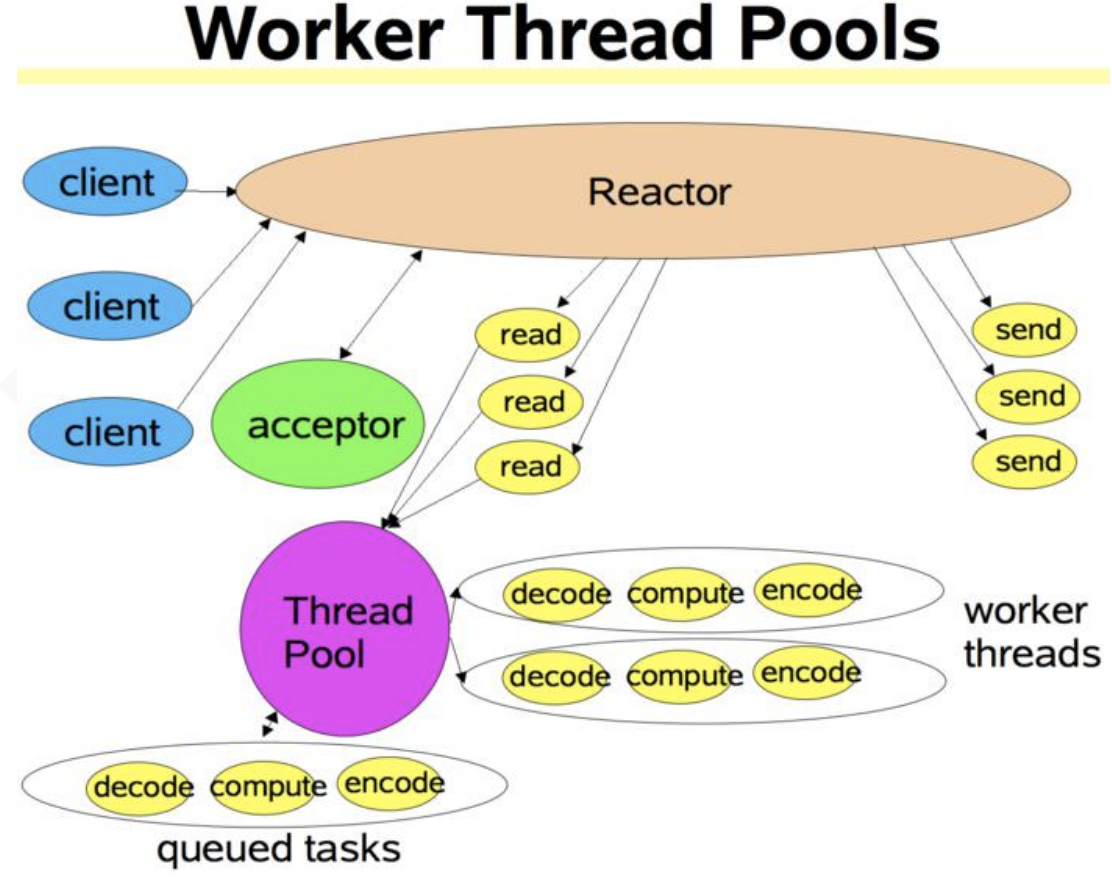 Worker Thread Pools
client
Reactor
client
client
acceptor
read
read
read
send
send
send
Thread
Pool
decode compute encode
decode compute encode
worker
threads
decode compute encode
queued tasks